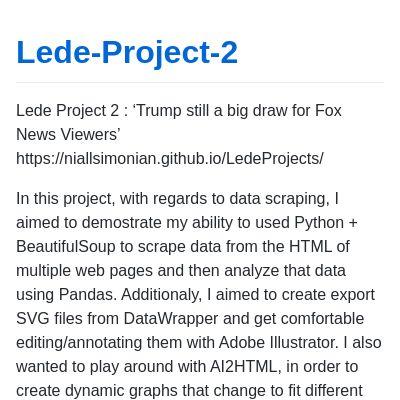 Lede-Project-2
Lede Project 2 : ‘Trump still a big draw for Fox
News Viewers’
https://niallsimonian.github.io/LedeProjects/
In this project, with regards to data scraping, I
aimed to demostrate my ability to used Python +
BeautifulSoup to scrape data from the HTML of
multiple web pages and then analyze that data
using Pandas. Additionaly, I aimed to create export
SVG files from DataWrapper and get comfortable
editing/annotating them with Adobe Illustrator. I also
wanted to play around with AI2HTML, in order to
create dynamic graphs that change to fit different